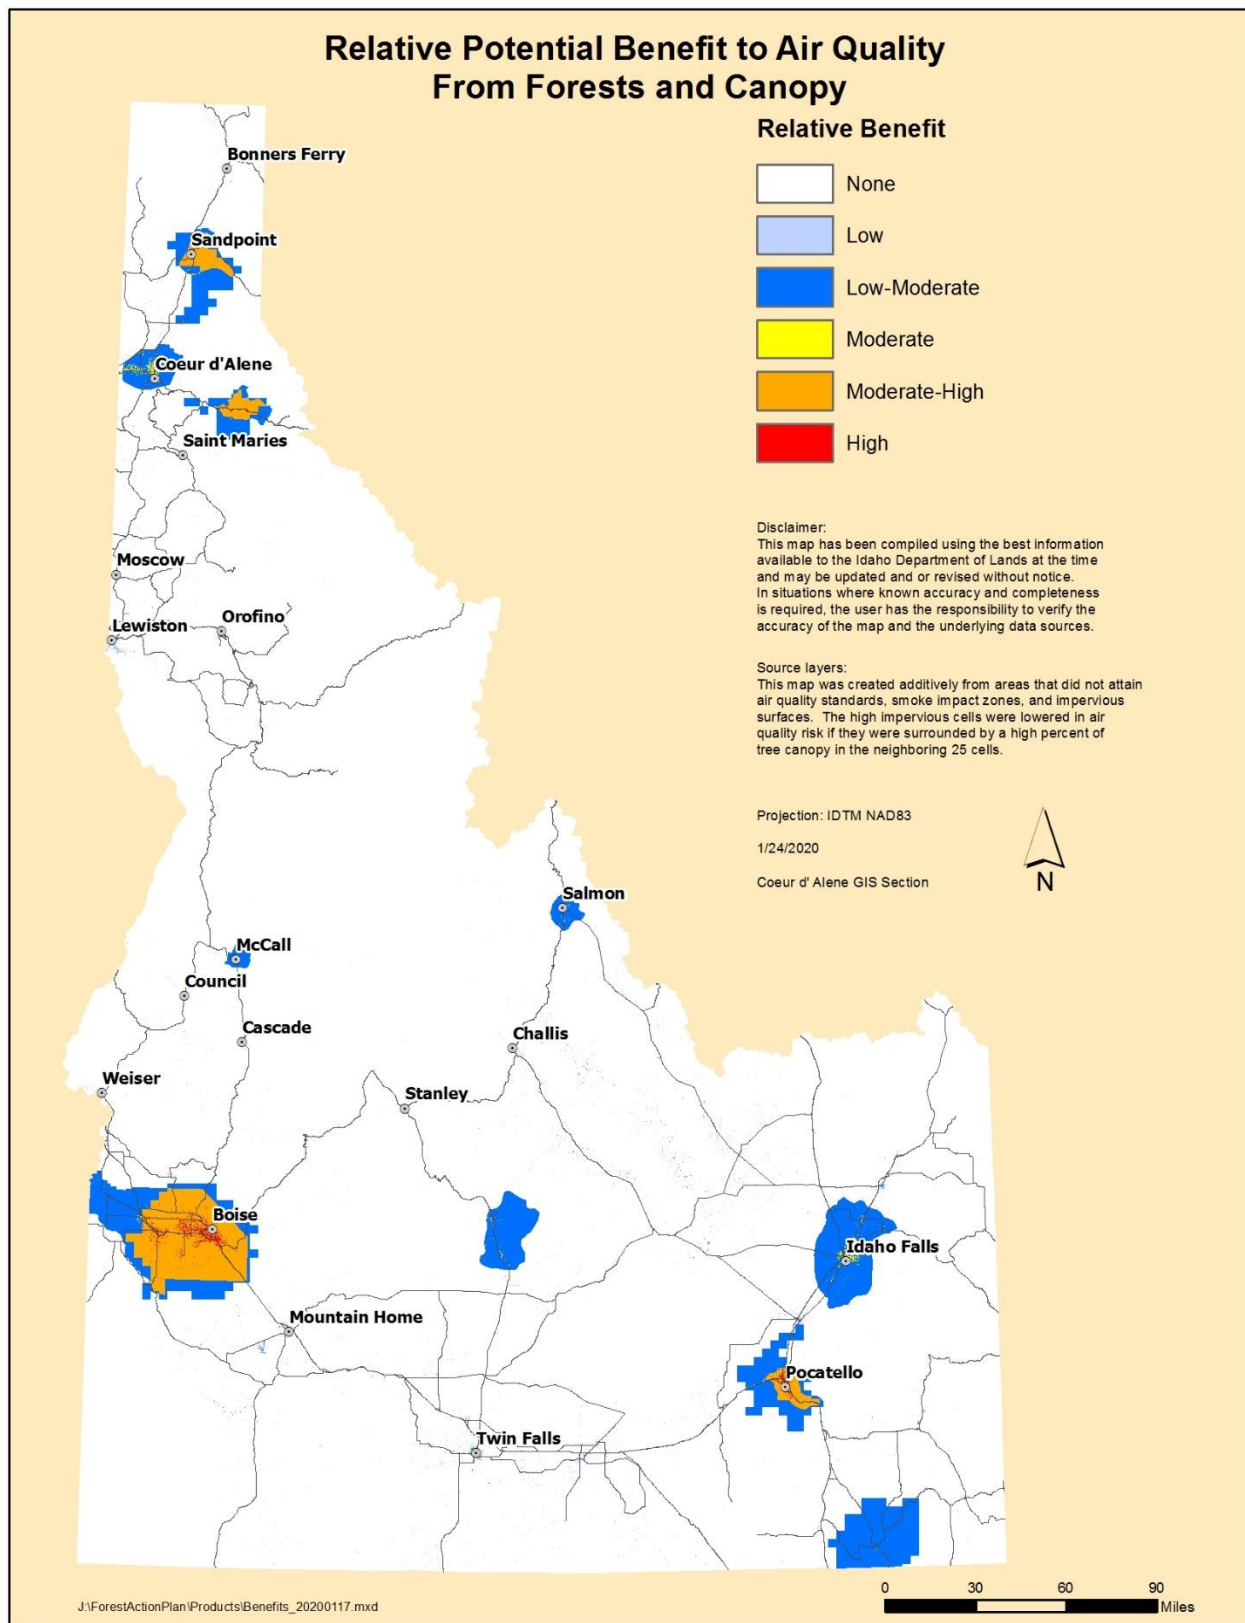 Relative Potential Benefit to Air Quality
From Forests and Canopy
Relative Benefit
None
Low
Low-Moderate
Moderate
Moderate-High
High
Bonners Ferry
Sandpoint
Coeur d'Alene
Saint Maries
Moscow
Orofino
Lewiston
Disclaimer:
This map has been compiled using the best information
available to the Idaho Department of Lands at the time
and may be updated and or revised without notice.
In situations where known accuracy and completeness
is required, the user has the responsibility to verify the
accuracy of the map and the underlying data sources.
Source layers:
This map was created additively from areas that did not attain
air quality standards, smoke impact zones, and impervious
surfaces.  The high impervious cells were lowered in air
quality risk if they were surrounded by a high percent of
tree canopy in the neighboring 25 cells.
Projection: IDTM NAD83
1/24/2020
Coeur d' Alene GIS Section
N
Salmon
McCall
Council
Cascade
Challis
Weiser
Stanley
Boise
Idaho Falls
Mountain Home
Pocatello
Twin Falls
0 30 60 90
Miles
J:\ForestActionPlan\Products\Benefits_20200117.mxd